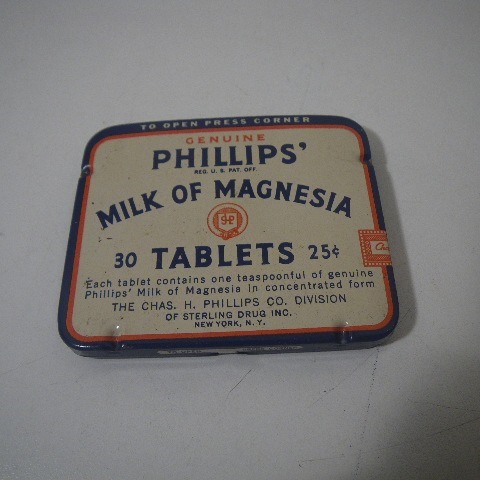 TO OPEN PRESS CORNER
GENUINE
PHILLIPS'
REG. U. S. PAT. OFF.
MILK OF MAGNESIA
30 TABLETS 25¢
Each tablet contains one teaspoonful of genuine
Phillips' Milk of Magnesia in concentrated form
THE CHAS. H. PHILLIPS CO. DIVISION
OF STERLING DRUG INC.
NEW YORK, N. Y.